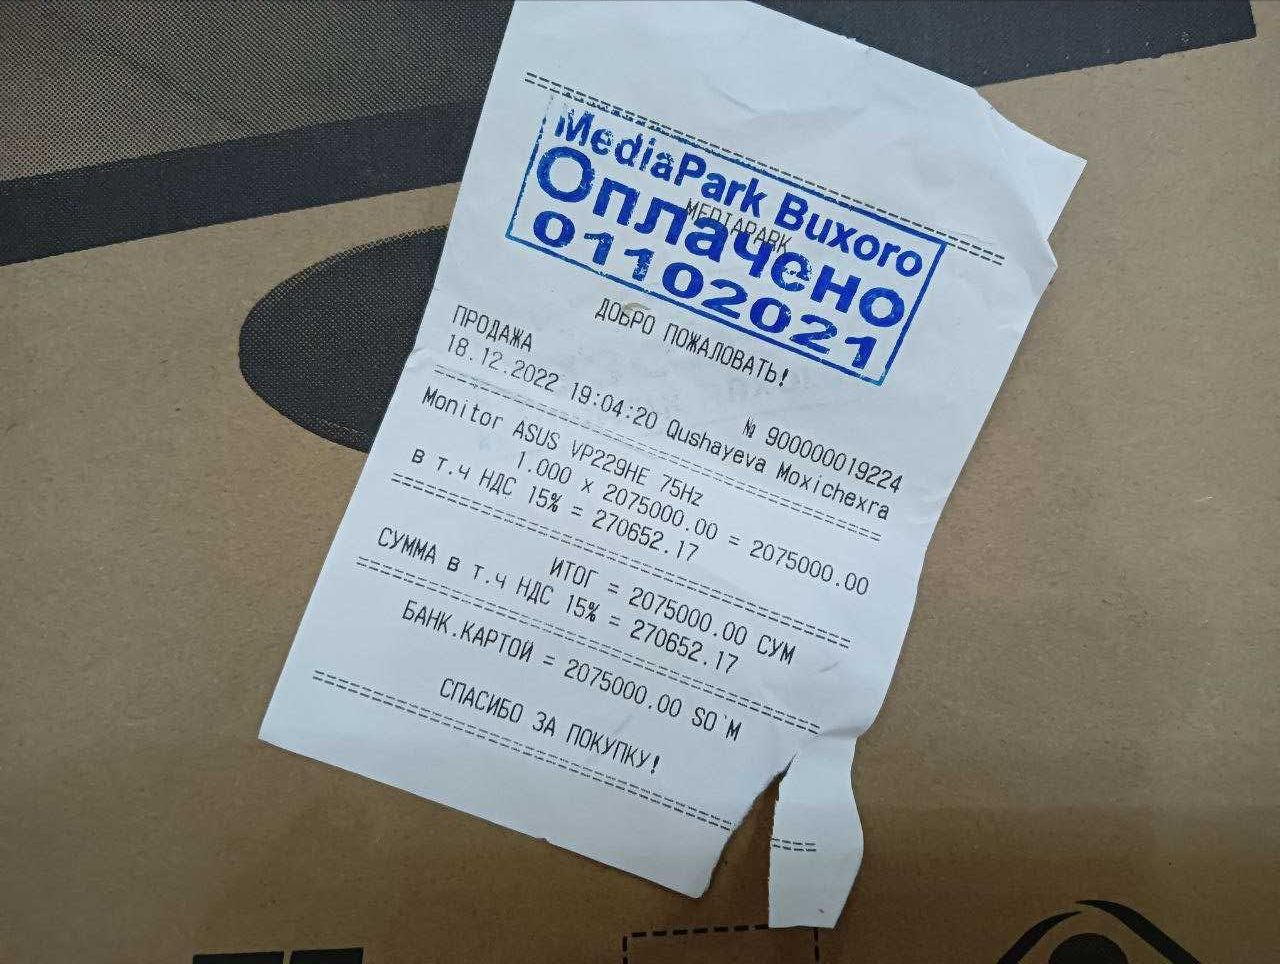 MediaPark Buxoro
Оплачено
01102021
MEDIAPARK
ДОБРО ПОЖАЛОВАТЬ!
ПРОДАЖА № 900000019224
18.12.2022 19:04:20 Qushayeva Moxichexra
Monitor ASUS VP229HE 75Hz
1.000 x 2075000.00 = 2075000.00
в т.ч НДС 15% = 270652.17
ИТОГ = 2075000.00 СУМ
СУММА в т.ч НДС 15% = 270652.17
БАНК.КАРТОЙ = 2075000.00 SO'M
СПАСИБО ЗА ПОКУПКУ!